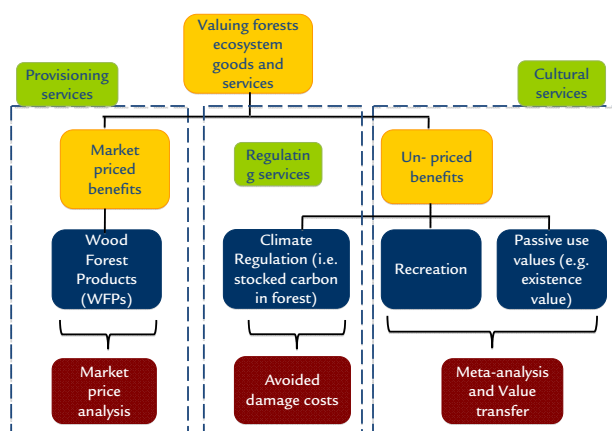 Valuing forests
ecosystem
goods and
services
Provisioning
services
Cultural
services
Market
priced
benefits
Regulatin
g services
Un- priced
benefits
Wood
Forest
Products
(WFPs)
Climate
Regulation (i.e.
stocked carbon
in forest)
Recreation
Passive use
values (e.g.
existence
value)
Market
price
analysis
Avoided
damage costs
Meta-analysis
and Value
transfer